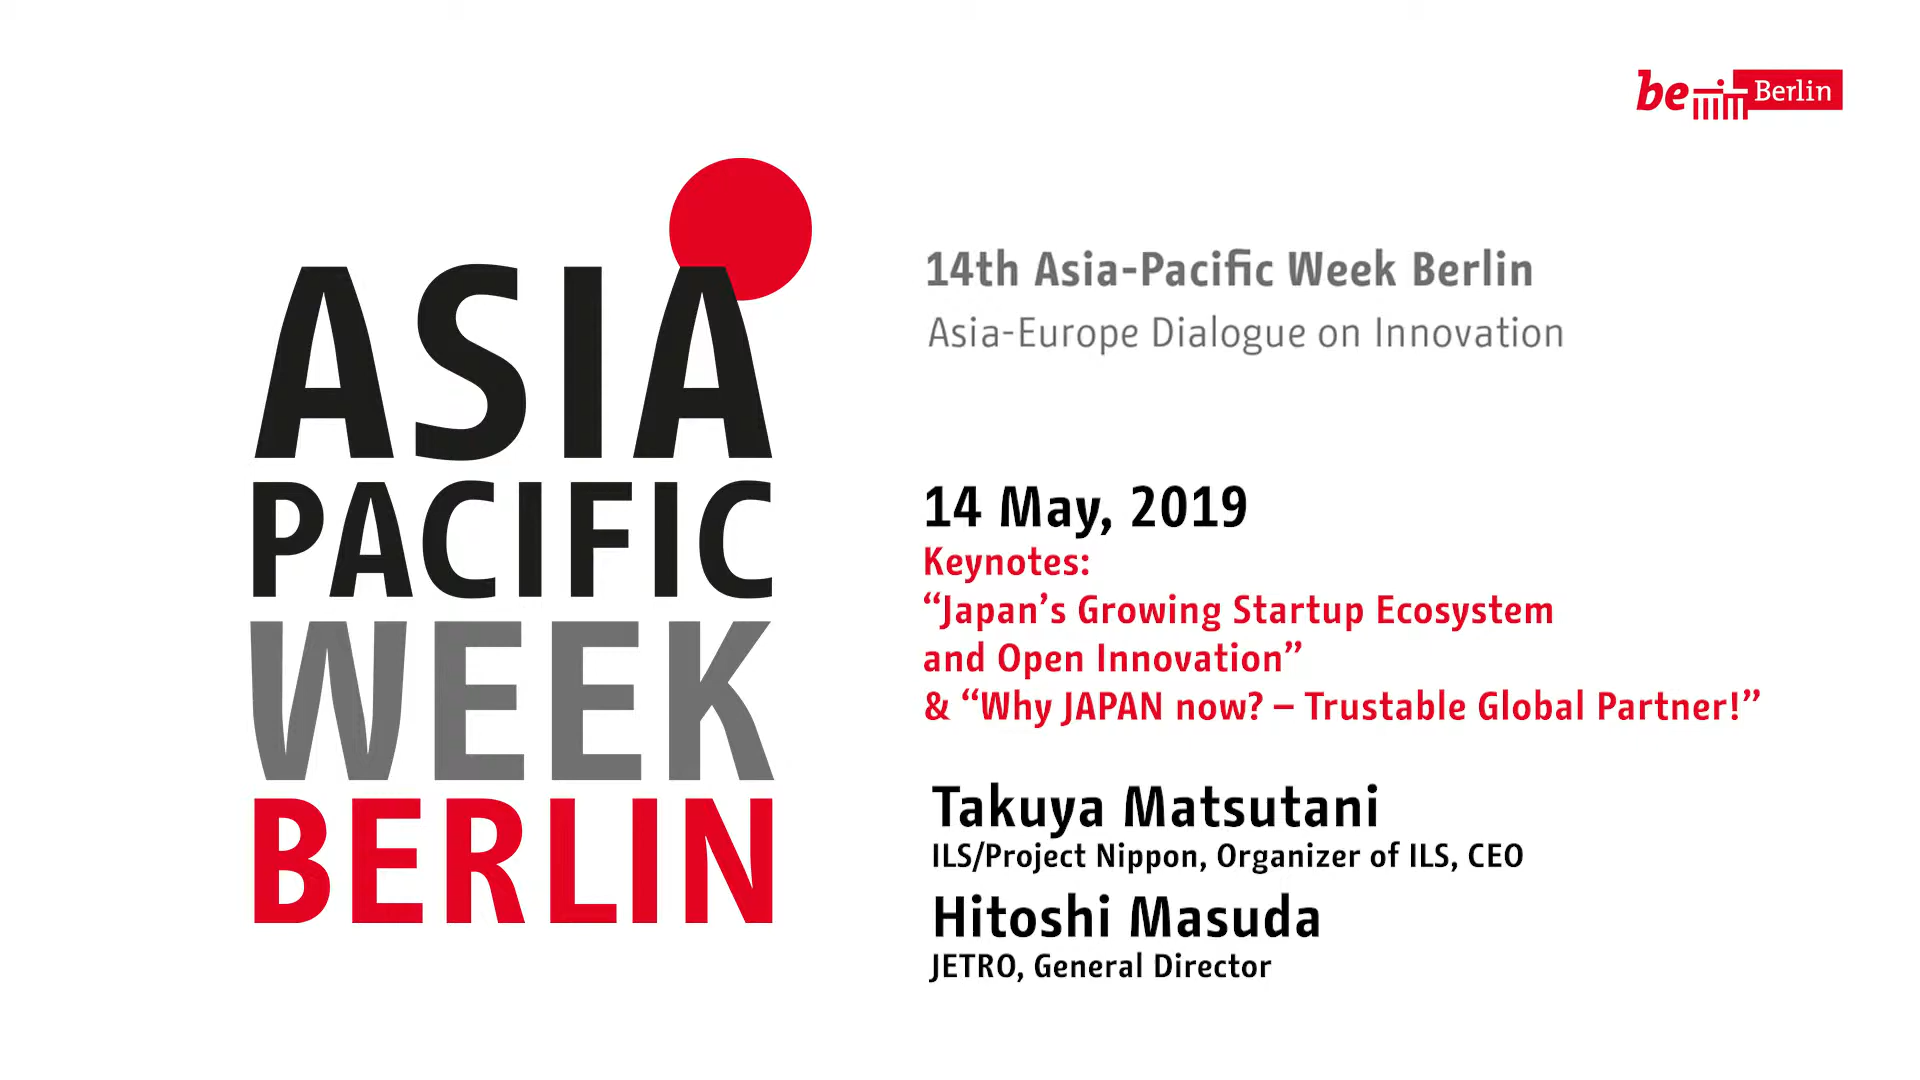 be Berlin
ASIA
PACIFIC
WEEK
BERLIN
14th Asia-Pacific Week Berlin
Asia-Europe Dialogue on Innovation
14 May, 2019
Keynotes:
“Japan’s Growing Startup Ecosystem
and Open Innovation”
& “Why JAPAN now? – Trustable Global Partner!”
Takuya Matsutani
ILS/Project Nippon, Organizer of ILS, CEO
Hitoshi Masuda
JETRO, General Director